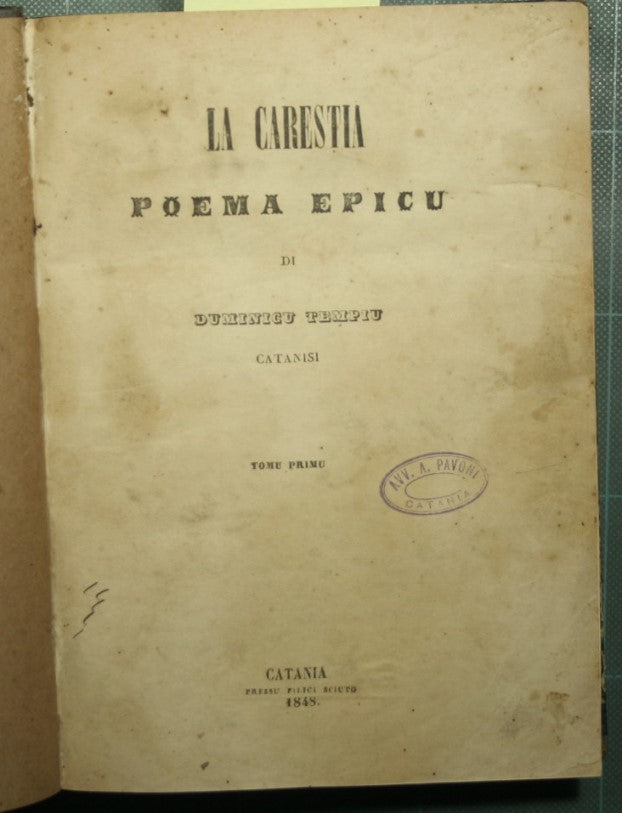 LA CARESTIA
POEMA EPICU
DI
DUMINICU TEMPIU
CATANISI
TOMU PRIMU
AVV. A. PAVONI
CATANIA
CATANIA
PRESSU FILICI SCIUTO
1848.